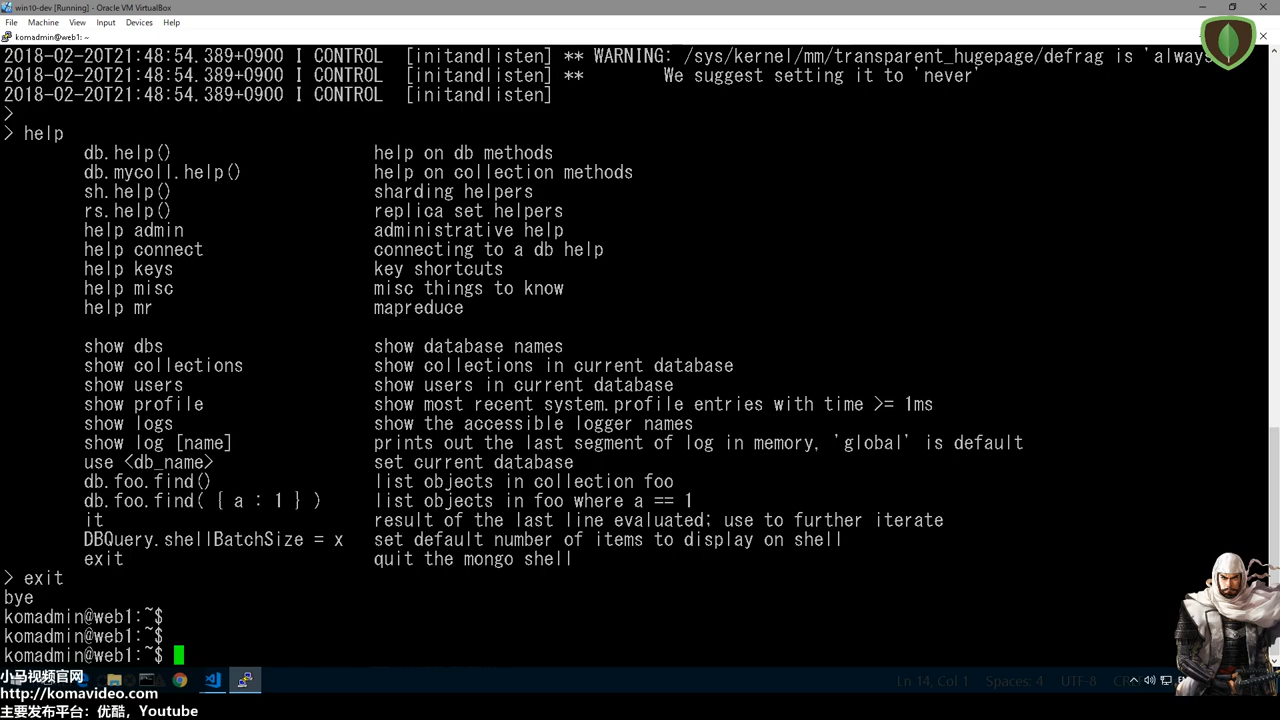 win10-dev [Running] - Oracle VM VirtualBox
File Machine View Input Devices Help
komadmin@web1: ~
2018-02-20T21:48:54.389+0900 I CONTROL [initandlisten] ** WARNING: /sys/kernel/mm/transparent_hugepage/defrag is 'always
2018-02-20T21:48:54.389+0900 I CONTROL [initandlisten] ** We suggest setting it to 'never'
2018-02-20T21:48:54.389+0900 I CONTROL [initandlisten]
>
> help
db.help() help on db methods
db.mycoll.help() help on collection methods
sh.help() sharding helpers
rs.help() replica set helpers
help admin administrative help
help connect connecting to a db help
help keys key shortcuts
help misc misc things to know
help mr mapreduce
show dbs show database names
show collections show collections in current database
show users show users in current database
show profile show most recent system.profile entries with time >= 1ms
show logs show the accessible logger names
show log [name] prints out the last segment of log in memory, 'global' is default
use <db_name> set current database
db.foo.find() list objects in collection foo
db.foo.find( { a : 1 } ) list objects in foo where a == 1
it result of the last line evaluated; use to further iterate
DBQuery.shellBatchSize = x set default number of items to display on shell
exit quit the mongo shell
> exit
bye
komadmin@web1:~$
komadmin@web1:~$
komadmin@web1:~$
小马视频官网
Ln 14, Col 1 Spaces: 4 UTF-8
http://komavideo.com
主要发布平台：优酷，Youtube